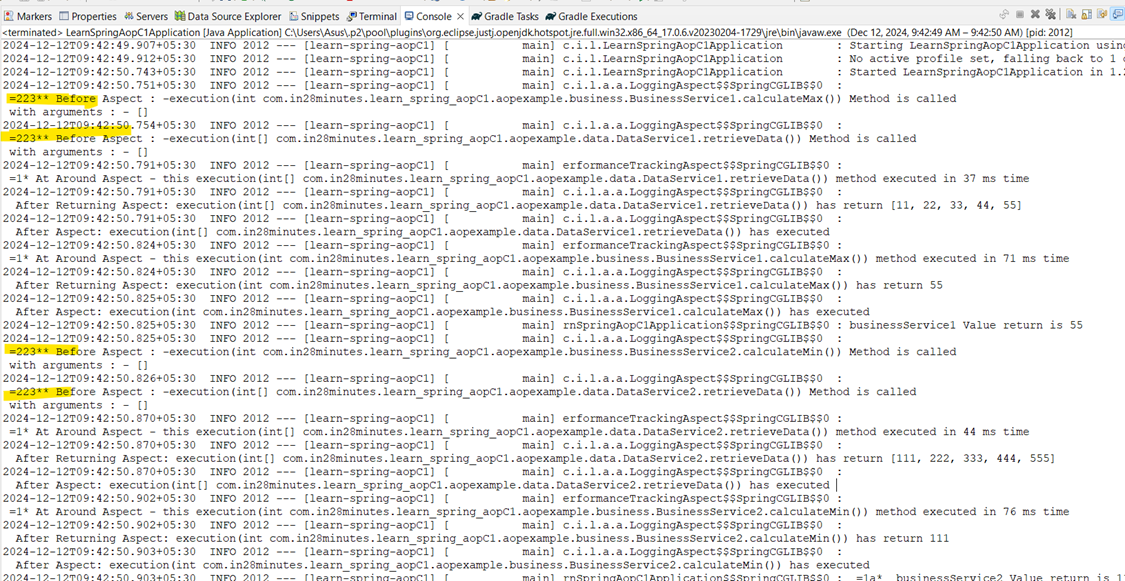 Markers Properties Servers Data Source Explorer Snippets Terminal Console Gradle Tasks Gradle Executions
<terminated> LearnSpringAopC1Application [Java Application] C:\Users\Asus\.p2\pool\plugins\org.eclipse.justj.openjdk.hotspot.jre.full.win32.x86_64_17.0.6.v20230204-1729\jre\bin\javaw.exe (Dec 12, 2024, 9:42:49 AM – 9:42:50 AM) [pid: 2012]
2024-12-12T09:42:49.907+05:30 INFO 2012 --- [learn-spring-aopC1] [ main] c.i.l.LearnSpringAopC1Application : Starting LearnSpringAopC1Application using
2024-12-12T09:42:49.912+05:30 INFO 2012 --- [learn-spring-aopC1] [ main] c.i.l.LearnSpringAopC1Application : No active profile set, falling back to 1
2024-12-12T09:42:50.743+05:30 INFO 2012 --- [learn-spring-aopC1] [ main] c.i.l.LearnSpringAopC1Application : Started LearnSpringAopC1Application in 1.2
2024-12-12T09:42:50.751+05:30 INFO 2012 --- [learn-spring-aopC1] [ main] c.i.l.a.a.LoggingAspect$$SpringCGLIB$$0 :
=223** Before Aspect : -execution(int com.in28minutes.learn_spring_aopC1.aopexample.business.BusinessService1.calculateMax()) Method is called
with arguments : - []
2024-12-12T09:42:50.754+05:30 INFO 2012 --- [learn-spring-aopC1] [ main] c.i.l.a.a.LoggingAspect$$SpringCGLIB$$0 :
=223** Before Aspect : -execution(int[] com.in28minutes.learn_spring_aopC1.aopexample.data.DataService1.retrieveData()) Method is called
with arguments : - []
2024-12-12T09:42:50.791+05:30 INFO 2012 --- [learn-spring-aopC1] [ main] erformanceTrackingAspect$$SpringCGLIB$$0 :
=1* At Around Aspect - this execution(int[] com.in28minutes.learn_spring_aopC1.aopexample.data.DataService1.retrieveData()) method executed in 37 ms time
2024-12-12T09:42:50.791+05:30 INFO 2012 --- [learn-spring-aopC1] [ main] c.i.l.a.a.LoggingAspect$$SpringCGLIB$$0 :
After Returning Aspect: execution(int[] com.in28minutes.learn_spring_aopC1.aopexample.data.DataService1.retrieveData()) has return [11, 22, 33, 44, 55]
2024-12-12T09:42:50.791+05:30 INFO 2012 --- [learn-spring-aopC1] [ main] c.i.l.a.a.LoggingAspect$$SpringCGLIB$$0 :
After Aspect: execution(int[] com.in28minutes.learn_spring_aopC1.aopexample.data.DataService1.retrieveData()) has executed
2024-12-12T09:42:50.824+05:30 INFO 2012 --- [learn-spring-aopC1] [ main] erformanceTrackingAspect$$SpringCGLIB$$0 :
=1* At Around Aspect - this execution(int com.in28minutes.learn_spring_aopC1.aopexample.business.BusinessService1.calculateMax()) method executed in 71 ms time
2024-12-12T09:42:50.824+05:30 INFO 2012 --- [learn-spring-aopC1] [ main] c.i.l.a.a.LoggingAspect$$SpringCGLIB$$0 :
After Returning Aspect: execution(int com.in28minutes.learn_spring_aopC1.aopexample.business.BusinessService1.calculateMax()) has return 55
2024-12-12T09:42:50.825+05:30 INFO 2012 --- [learn-spring-aopC1] [ main] c.i.l.a.a.LoggingAspect$$SpringCGLIB$$0 :
After Aspect: execution(int com.in28minutes.learn_spring_aopC1.aopexample.business.BusinessService1.calculateMax()) has executed
2024-12-12T09:42:50.825+05:30 INFO 2012 --- [learn-spring-aopC1] [ main] rnSpringAopC1Application$$SpringCGLIB$$0 : businessService1 Value return is 55
2024-12-12T09:42:50.825+05:30 INFO 2012 --- [learn-spring-aopC1] [ main] c.i.l.a.a.LoggingAspect$$SpringCGLIB$$0 :
=223** Before Aspect : -execution(int com.in28minutes.learn_spring_aopC1.aopexample.business.BusinessService2.calculateMin()) Method is called
with arguments : - []
2024-12-12T09:42:50.826+05:30 INFO 2012 --- [learn-spring-aopC1] [ main] c.i.l.a.a.LoggingAspect$$SpringCGLIB$$0 :
=223** Before Aspect : -execution(int[] com.in28minutes.learn_spring_aopC1.aopexample.data.DataService2.retrieveData()) Method is called
with arguments : - []
2024-12-12T09:42:50.870+05:30 INFO 2012 --- [learn-spring-aopC1] [ main] erformanceTrackingAspect$$SpringCGLIB$$0 :
=1* At Around Aspect - this execution(int[] com.in28minutes.learn_spring_aopC1.aopexample.data.DataService2.retrieveData()) method executed in 44 ms time
2024-12-12T09:42:50.870+05:30 INFO 2012 --- [learn-spring-aopC1] [ main] c.i.l.a.a.LoggingAspect$$SpringCGLIB$$0 :
After Returning Aspect: execution(int[] com.in28minutes.learn_spring_aopC1.aopexample.data.DataService2.retrieveData()) has return [111, 222, 333, 444, 555]
2024-12-12T09:42:50.870+05:30 INFO 2012 --- [learn-spring-aopC1] [ main] c.i.l.a.a.LoggingAspect$$SpringCGLIB$$0 :
After Aspect: execution(int[] com.in28minutes.learn_spring_aopC1.aopexample.data.DataService2.retrieveData()) has executed
2024-12-12T09:42:50.902+05:30 INFO 2012 --- [learn-spring-aopC1] [ main] erformanceTrackingAspect$$SpringCGLIB$$0 :
=1* At Around Aspect - this execution(int com.in28minutes.learn_spring_aopC1.aopexample.business.BusinessService2.calculateMin()) method executed in 76 ms time
2024-12-12T09:42:50.902+05:30 INFO 2012 --- [learn-spring-aopC1] [ main] c.i.l.a.a.LoggingAspect$$SpringCGLIB$$0 :
After Returning Aspect: execution(int com.in28minutes.learn_spring_aopC1.aopexample.business.BusinessService2.calculateMin()) has return 111
2024-12-12T09:42:50.903+05:30 INFO 2012 --- [learn-spring-aopC1] [ main] c.i.l.a.a.LoggingAspect$$SpringCGLIB$$0 :
After Aspect: execution(int com.in28minutes.learn_spring_aopC1.aopexample.business.BusinessService2.calculateMin()) has executed
2024-12-12T09:42:50.903+05:30 INFO 2012 --- [learn-spring-aopC1] [ main] rnSpringAopC1Application$$SpringCGLIB$$0 : =1a* businessService2 Value return is